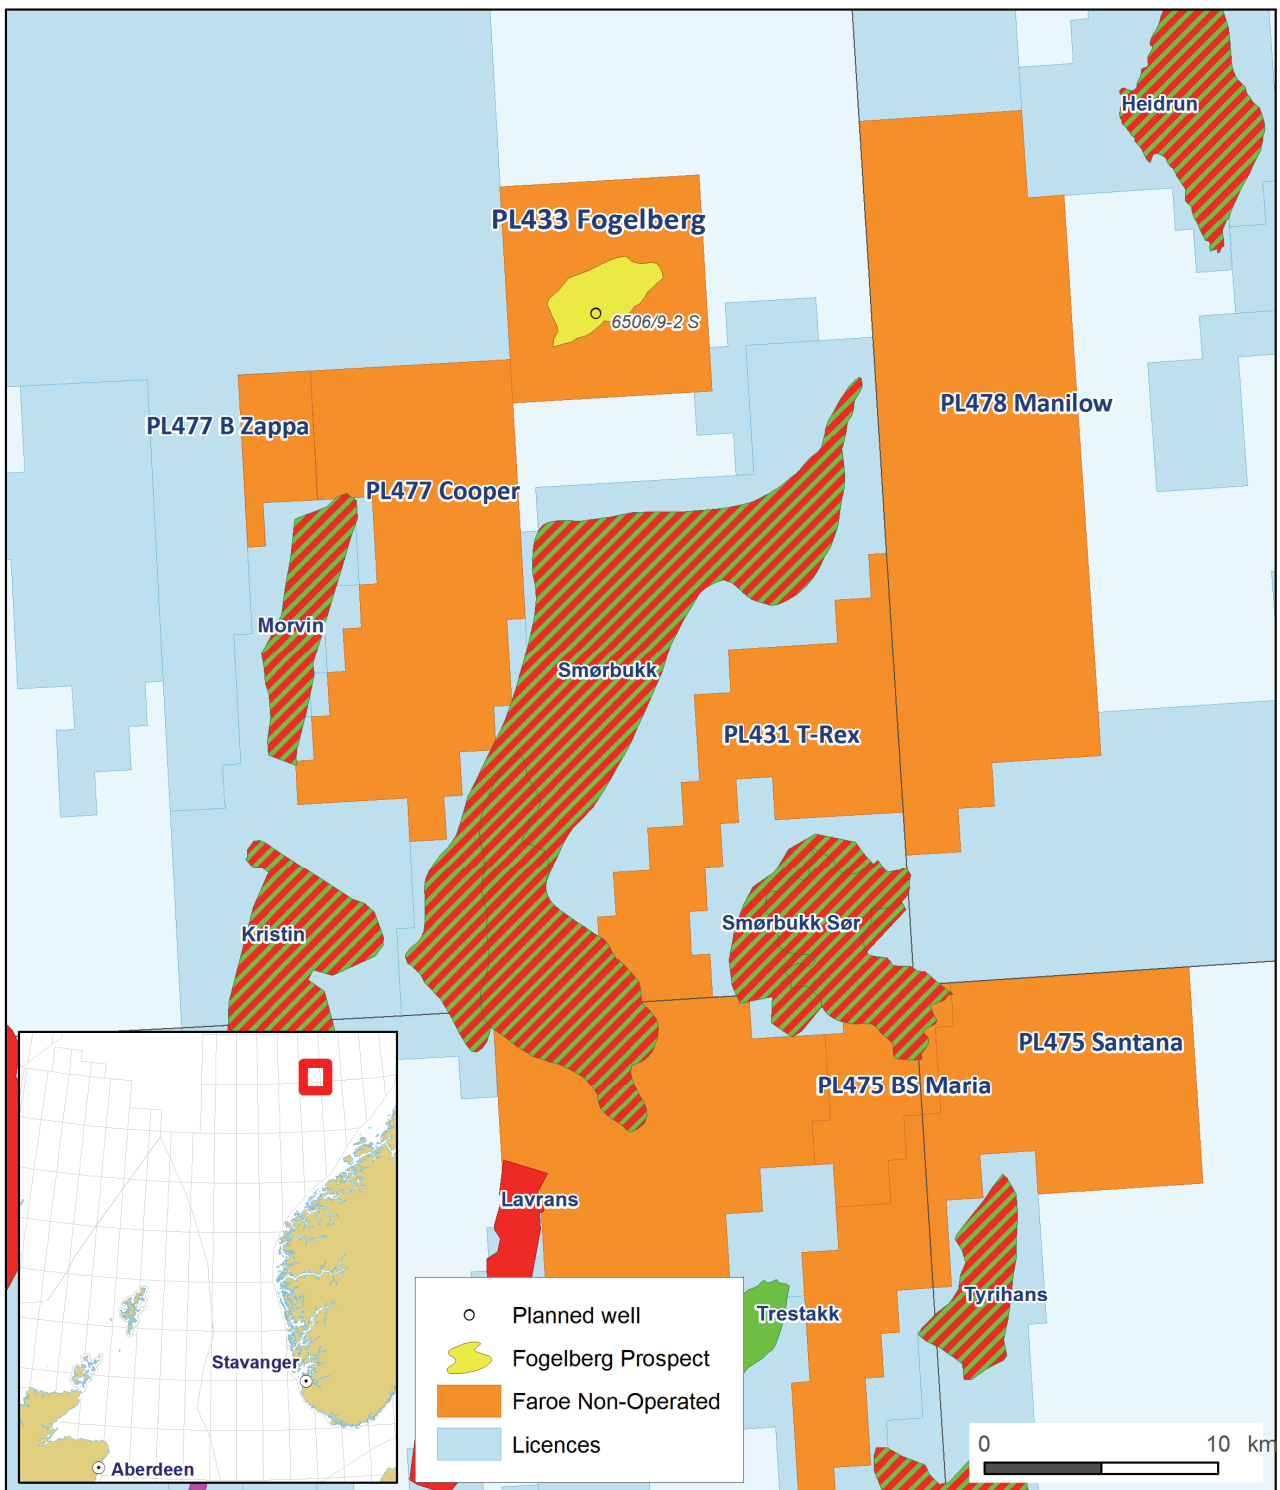 Heidrun
PL433 Fogelberg
6506/9-2 S
PL478 Manilow
PL477 B Zappa
PL477 Cooper
Morvin
Smørbukk
PL431 T-Rex
Smørbukk Sør
Kristin
PL475 Santana
PL475 BS Maria
Lavrans
Tyrihans
Trestakk
Planned well
Fogelberg Prospect
Faroe Non-Operated
Licences
Stavanger
Aberdeen
0 10 km